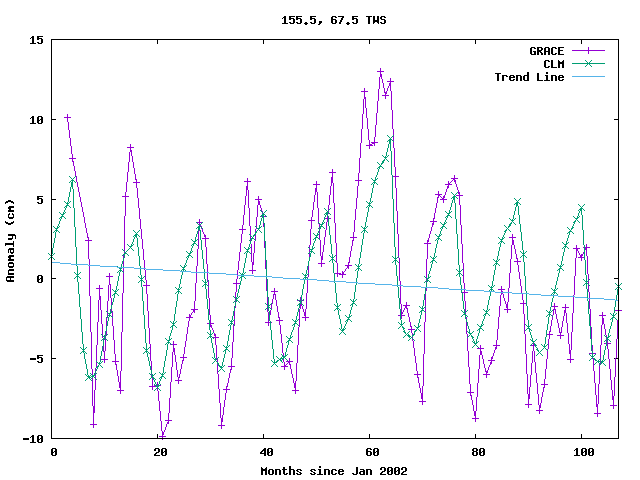 155.5, 67.5 TWS
15
GRACE
CLM
Trend Line
10
5
Anomaly (cm)
0
-5
-10
0 20 40 60 80 100
Months since Jan 2002